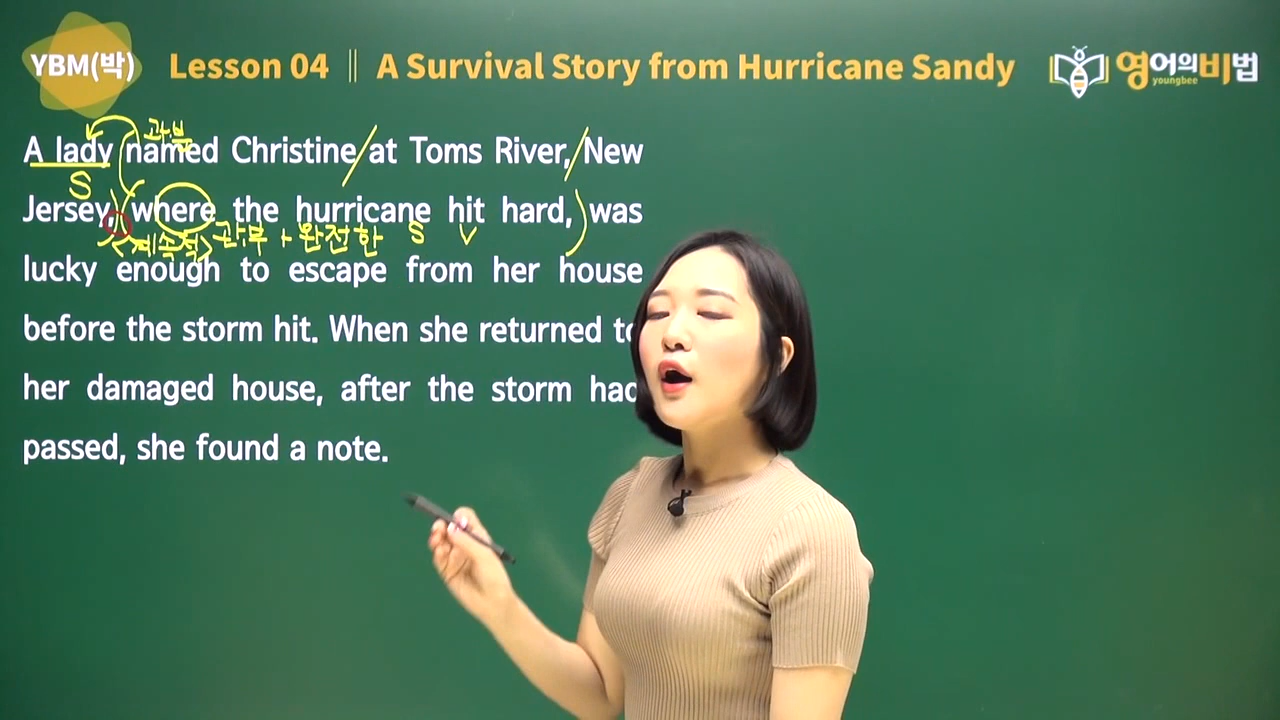 YBM(박)
Lesson 04 || A Survival Story from Hurricane Sandy
영어의비법
youngbee
과.분
A lady named Christine/at Toms River,/New
S
Jersey, where the hurricane hit hard, was
<계속적> 관.부 + 완전한 S V
lucky enough to escape from her house
before the storm hit. When she returned to
her damaged house, after the storm had
passed, she found a note.